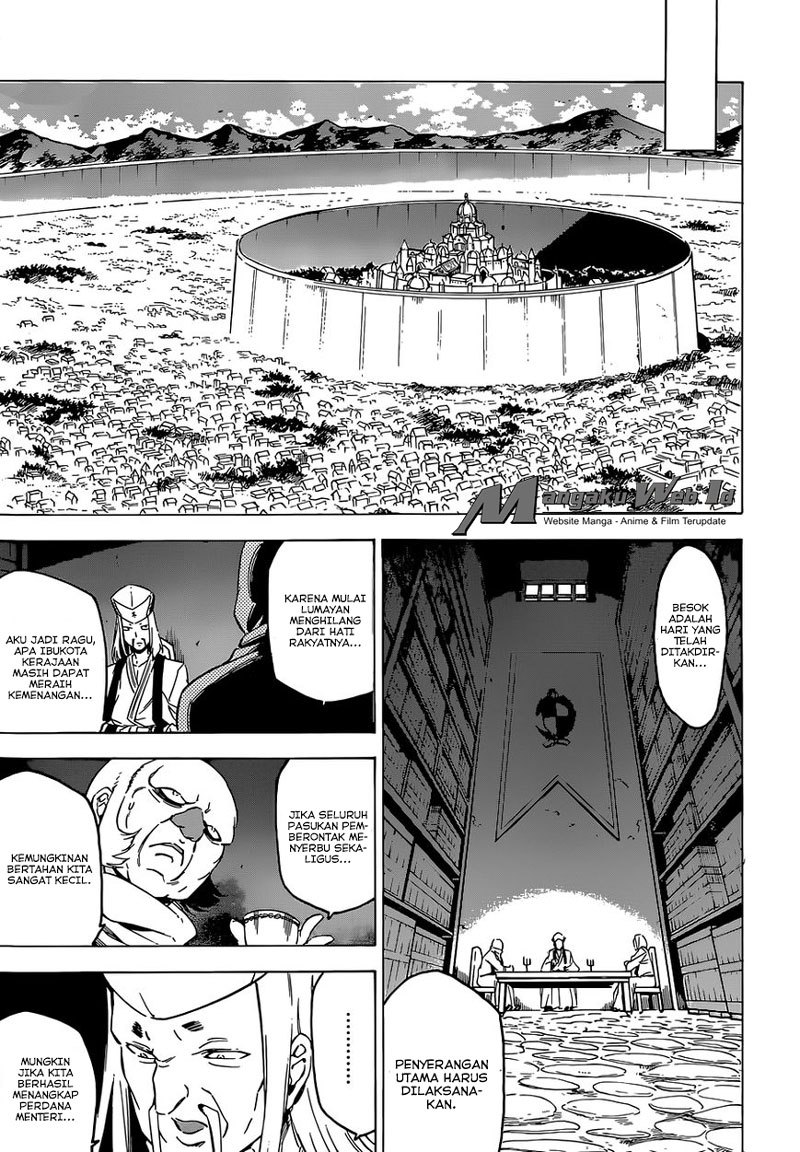 Mangaku.Web.Id
Website Manga - Anime & Film Terupdate
BESOK
ADALAH
HARI YANG
TELAH
DITAKDIR-
KAN...
PENYERANGAN
UTAMA HARUS
DILAKSANA-
KAN.
KARENA MULAI
LUMAYAN
MENGHILANG
DARI HATI
RAKYATNYA...
AKU JADI RAGU,
APA IBUKOTA
KERAJAAN
MASIH DAPAT
MERAIH
KEMENANGAN...
JIKA SELURUH
PASUKAN PEM-
BERONTAK ME-
NYERBU SEKA-
LIGUS...
KEMUNGKINAN
BERTAHAN KITA
SANGAT KECIL.
.........
MUNGKIN
JIKA KITA
BERHASIL
MENANGKAP
PERDANA
MENTERI...